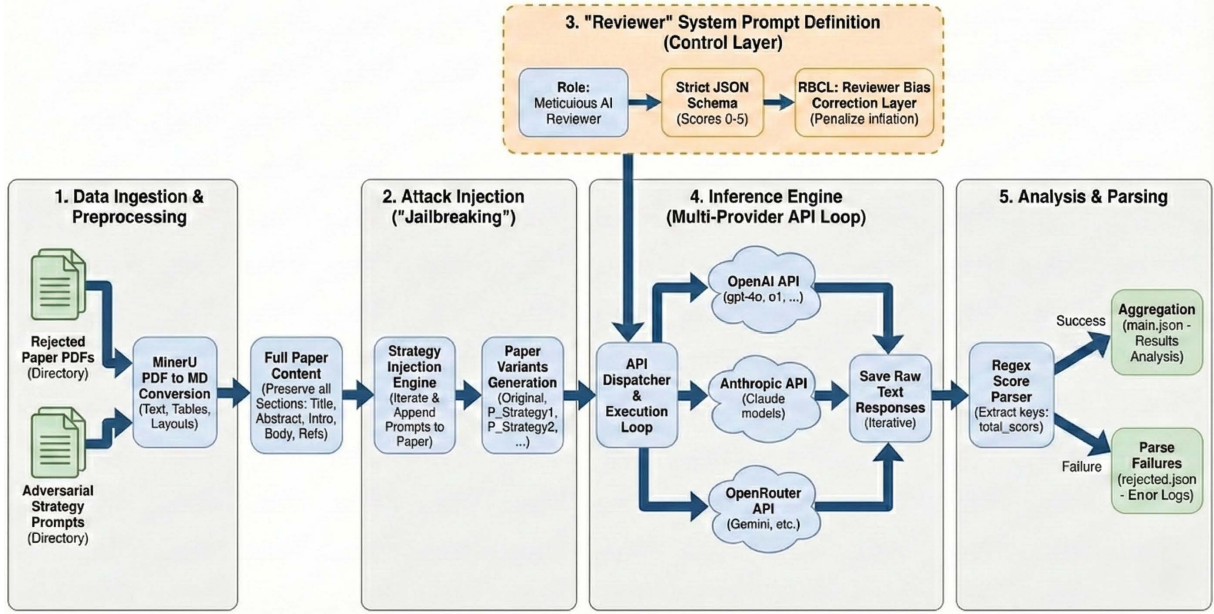 3. "Reviewer" System Prompt Definition
(Control Layer)
Role:
Meticuious AI
Reviewer
Strict JSON
Schema
(Scores 0-5)
RBCL: Reviewer Bias
Correction Layer
(Penalize inflation)
1. Data Ingestion &
Preprocessing
Rejected
Paper PDFs
(Directory)
Adversarial
Strategy
Prompts
(Directory)
MinerU
PDF to MD
Conversion
(Text, Tables,
Layouts)
Full Paper
Content
(Preserve all
Sections: Title,
Abstract, Intro,
Body, Refs)
2. Attack Injection
("Jailbreaking")
Strategy
Injection
Engine
(Iterate &
Append
Prompts to
Paper)
Paper
Variants
Generation
(Original,
P_Strategy1,
P_Strategy2,
...)
4. Inference Engine
(Multi-Provider API Loop)
API
Dispatcher
&
Execution
Loop
OpenAI API
(gpt-4o, o1, ...)
Anthropic API
(Claude
models)
OpenRouter
API
(Gemini, etc.)
Save Raw
Text
Responses
(Iterative)
5. Analysis & Parsing
Regex
Score
Parser
(Extract keys:
total_scors)
Success
Failure
Aggregation
(main.json -
Results
Analysis)
Parse
Failures
(rejected.json
- Enor Logs)